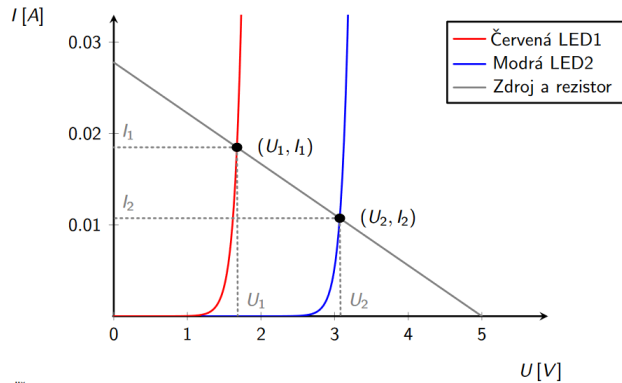 I [A]
0.03
0.02
0.01
I₁
I₂
(U₁, I₁)
(U₂, I₂)
U₁
U₂
0
1
2
3
4
5
U [V]
Červená LED1
Modrá LED2
Zdroj a rezistor